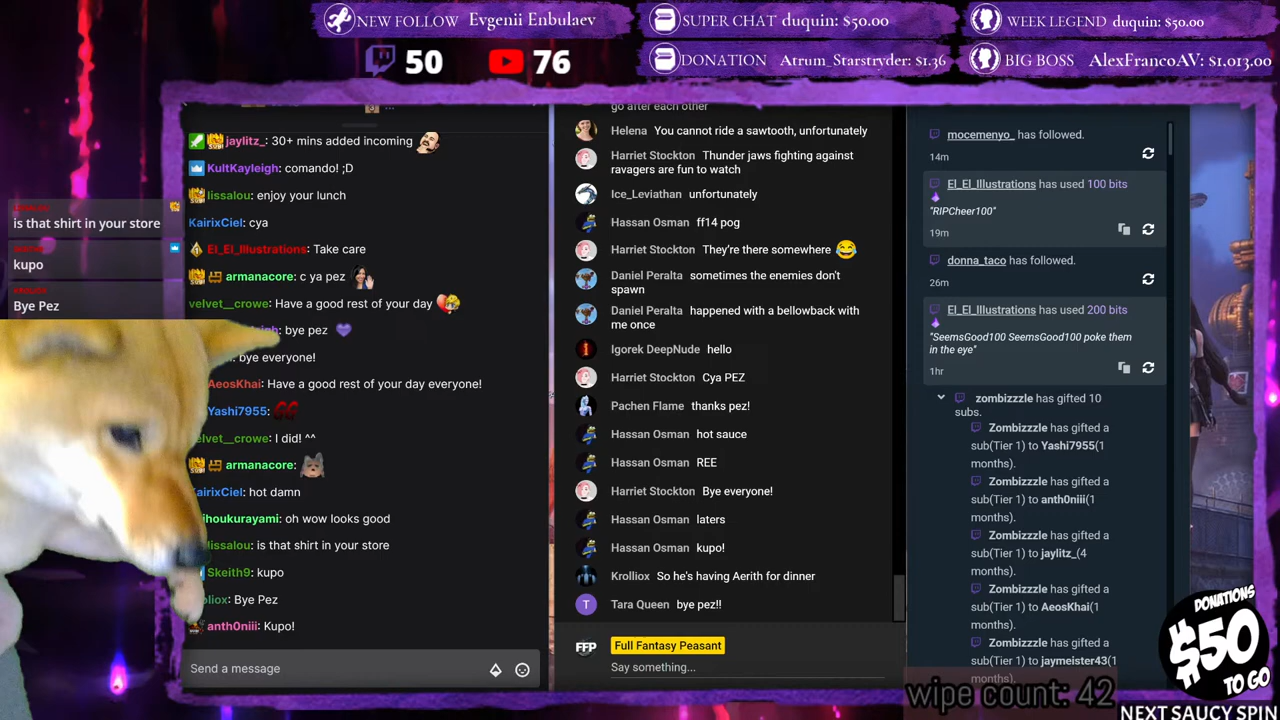 NEW FOLLOW Evgenii Enbulaev
SUPER CHAT duquin: $50.00
WEEK LEGEND duquin: $50.00
50
76
DONATION Atrum_Starstryder: $1.36
BIG BOSS AlexFrancoAV: $1,013.00
is that shirt in your store
kupo
Bye Pez
jaylitz_: 30+ mins added incoming
KultKayleigh: comando! ;D
lissalou: enjoy your lunch
KairixCiel: cya
El_El_Illustrations: Take care
armanacore: c ya pez
velvet__crowe: Have a good rest of your day
bye pez
bye everyone!
AeosKhai: Have a good rest of your day everyone!
Yashi7955:
elvet__crowe: I did! ^^
armanacore:
airixCiel: hot damn
ihoukurayami: oh wow looks good
lissalou: is that shirt in your store
Skeith9: kupo
oliox: Bye Pez
anth0niii: Kupo!
Send a message
go after each other
Helena You cannot ride a sawtooth, unfortunately
Harriet Stockton Thunder jaws fighting against
ravagers are fun to watch
Ice_Leviathan unfortunately
Hassan Osman ff14 pog
Harriet Stockton They're there somewhere
Daniel Peralta sometimes the enemies don't
spawn
Daniel Peralta happened with a bellowback with
me once
Igorek DeepNude hello
Harriet Stockton Cya PEZ
Pachen Flame thanks pez!
Hassan Osman hot sauce
Hassan Osman REE
Harriet Stockton Bye everyone!
Hassan Osman laters
Hassan Osman kupo!
Krolliox So he's having Aerith for dinner
T Tara Queen bye pez!!
FFP Full Fantasy Peasant
Say something...
mocemenyo_ has followed.
14m
El_El_Illustrations has used 100 bits
"RIPCheer100"
19m
donna_taco has followed.
26m
El_El_Illustrations has used 200 bits
"SeemsGood100 SeemsGood100 poke them
in the eye"
1hr
zombizzzle has gifted 10
subs.
Zombizzzle has gifted a
sub(Tier 1) to Yashi7955(1
months).
Zombizzzle has gifted a
sub(Tier 1) to anth0niii(1
months).
Zombizzzle has gifted a
sub(Tier 1) to jaylitz_(4
months).
Zombizzzle has gifted a
sub(Tier 1) to AeosKhai(1
months).
Zombizzzle has gifted a
sub(Tier 1) to jaymeister43(1
months).
wipe count: 42
DONATIONS
$50
TO GO
NEXT SAUCY SPIN